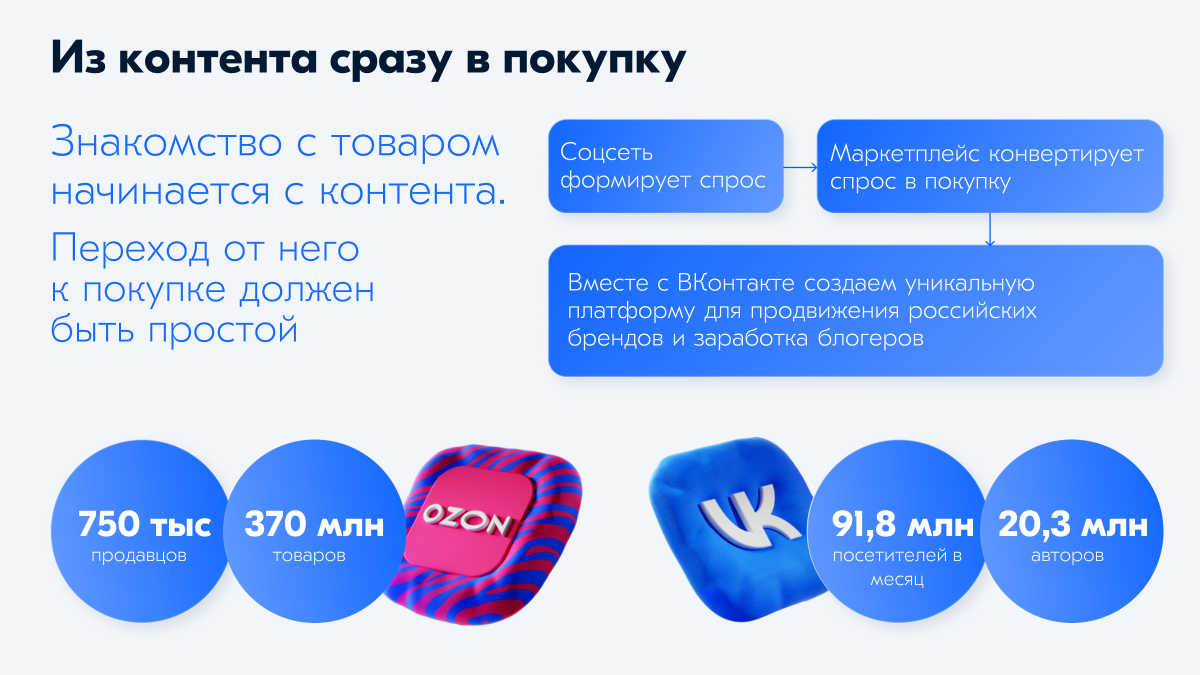 Из контента сразу в покупку
Знакомство с товаром
начинается с контента.
Переход от него
к покупке должен
быть простой
Соцсеть
формирует спрос
Маркетплейс конвертирует
спрос в покупку
Вместе с ВКонтакте создаем уникальную
платформу для продвижения российских
брендов и заработка блогеров
750 тыс
продавцов
370 млн
товаров
OZON
VK
91,8 млн
посетителей в
месяц
20,3 млн
авторов